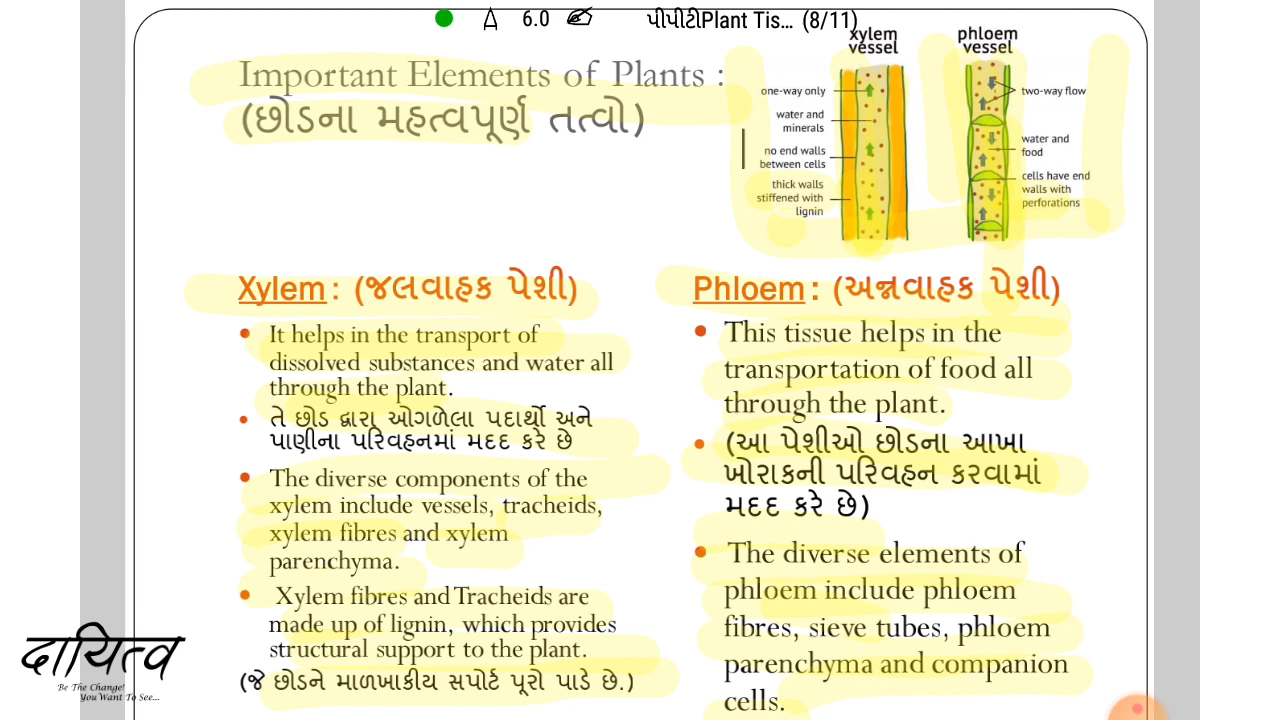 6.0 પીપીટીPlant Tis... (8/11)
Important Elements of Plants :
(છોડના મહત્વપૂર્ણ તત્વો)
xylem
vessel
one-way only
water and
minerals
no end walls
between cells
thick walls
stiffened with
lignin
phloem
vessel
two-way flow
water and
food
cells have end
walls with
perforations
Xylem : (જલવાહક પેશી)
It helps in the transport of
dissolved substances and water all
through the plant.
તે છોડ દ્વારા ઓગળેલા પદાર્થો અને
પાણીના પરિવહનમાં મદદ કરે છે
The diverse components of the
xylem include vessels, tracheids,
xylem fibres and xylem
parenchyma.
Xylem fibres and Tracheids are
made up of lignin, which provides
structural support to the plant.
(જે છોડને માળખાકીય સપોર્ટ પૂરો પાડે છે.)
Phloem : (અન્નવાહક પેશી)
This tissue helps in the
transportation of food all
through the plant.
(આ પેશીઓ છોડના આખા
ખોરાકની પરિવહન કરવામાં
મદદ કરે છે)
The diverse elements of
phloem include phloem
fibres, sieve tubes, phloem
parenchyma and companion
cells.
दायित्व
Be The Change!
You Want To See...